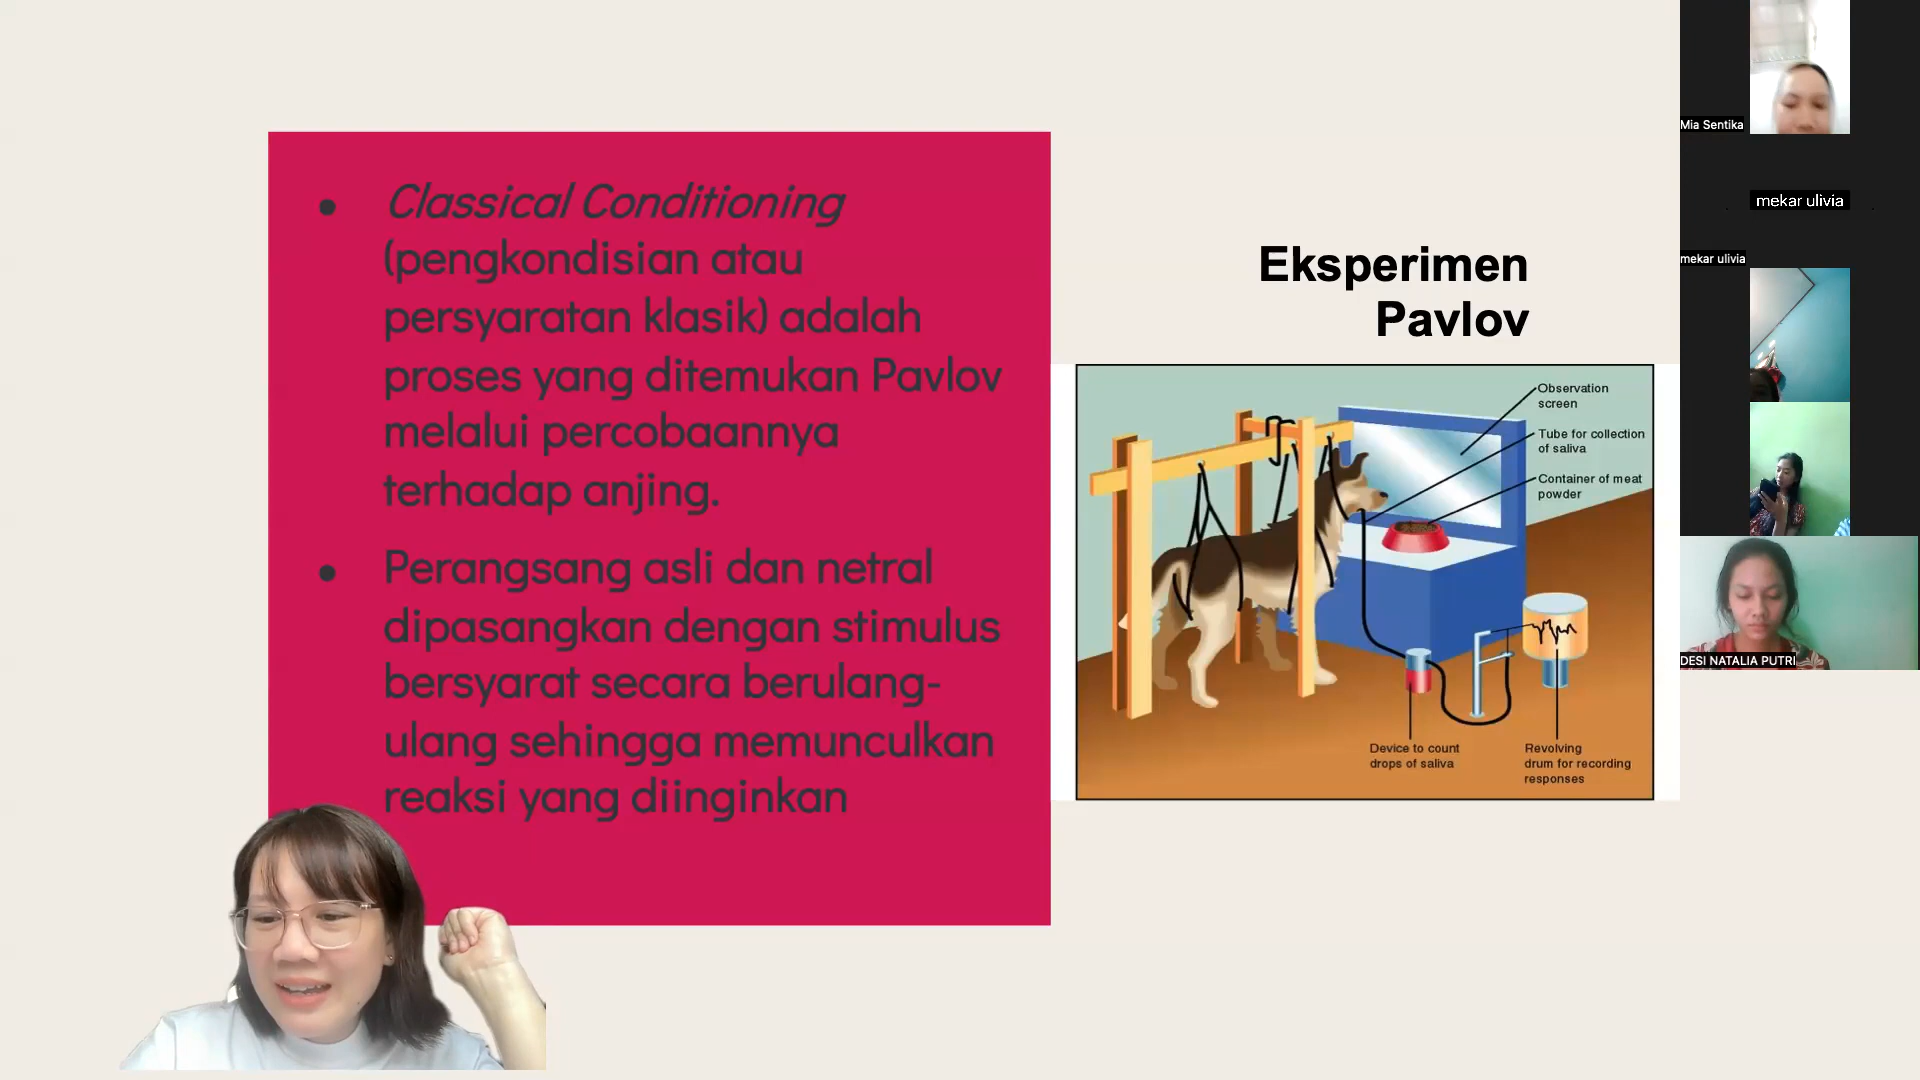 • Classical Conditioning
(pengkondisian atau
persyaratan klasik) adalah
proses yang ditemukan Pavlov
melalui percobaannya
terhadap anjing.
• Perangsang asli dan netral
dipasangkan dengan stimulus
bersyarat secara berulang-
ulang sehingga memunculkan
reaksi yang diinginkan
Eksperimen
Pavlov
Observation
screen
Tube for collection
of saliva
Container of meat
powder
Device to count
drops of saliva
Revolving
drum for recording
responses
Mia Sentika
mekar ulivia
mekar ulivia
DESI NATALIA PUTRI